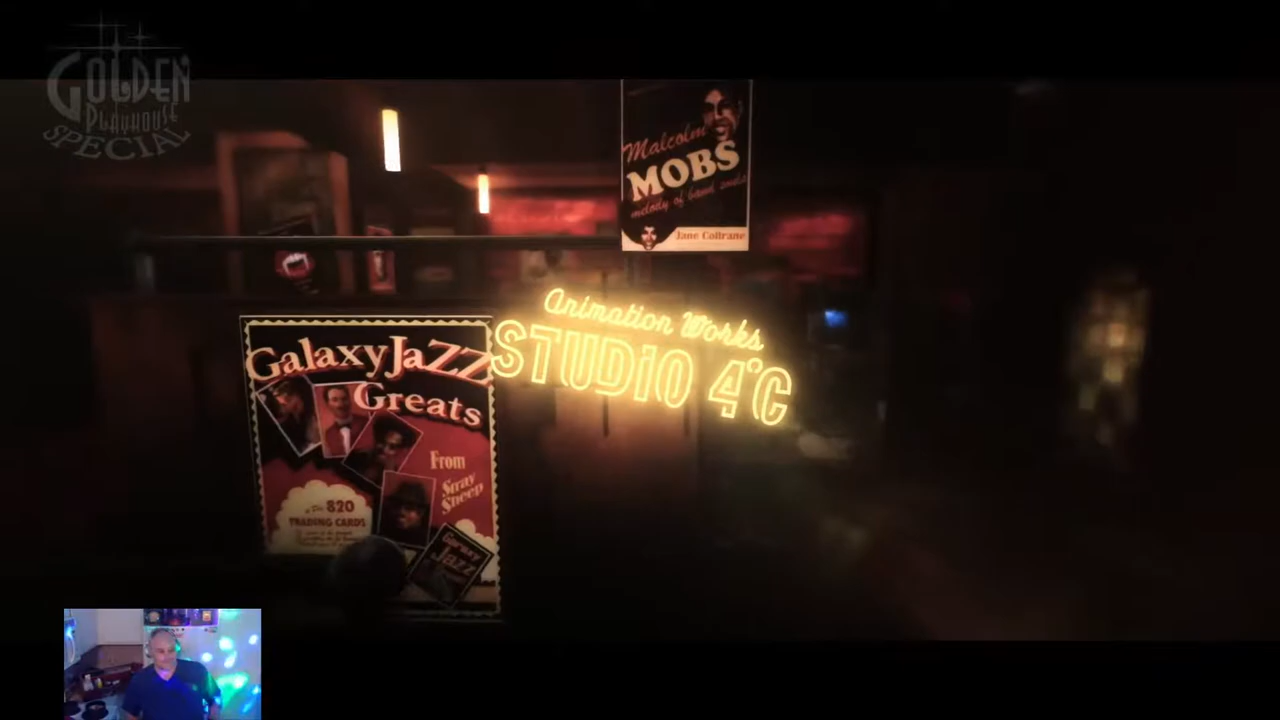 GOLDEN
PLAYHOUSE
SPECIAL
Malcolm
MOBS
melody of band souls
Jane Coltrane
Animation Works
STUDIO 4°C
Galaxy JaZZ
Greats
From
Stray
Sheep
820
TRADING CARDS
Galaxy
Jazz